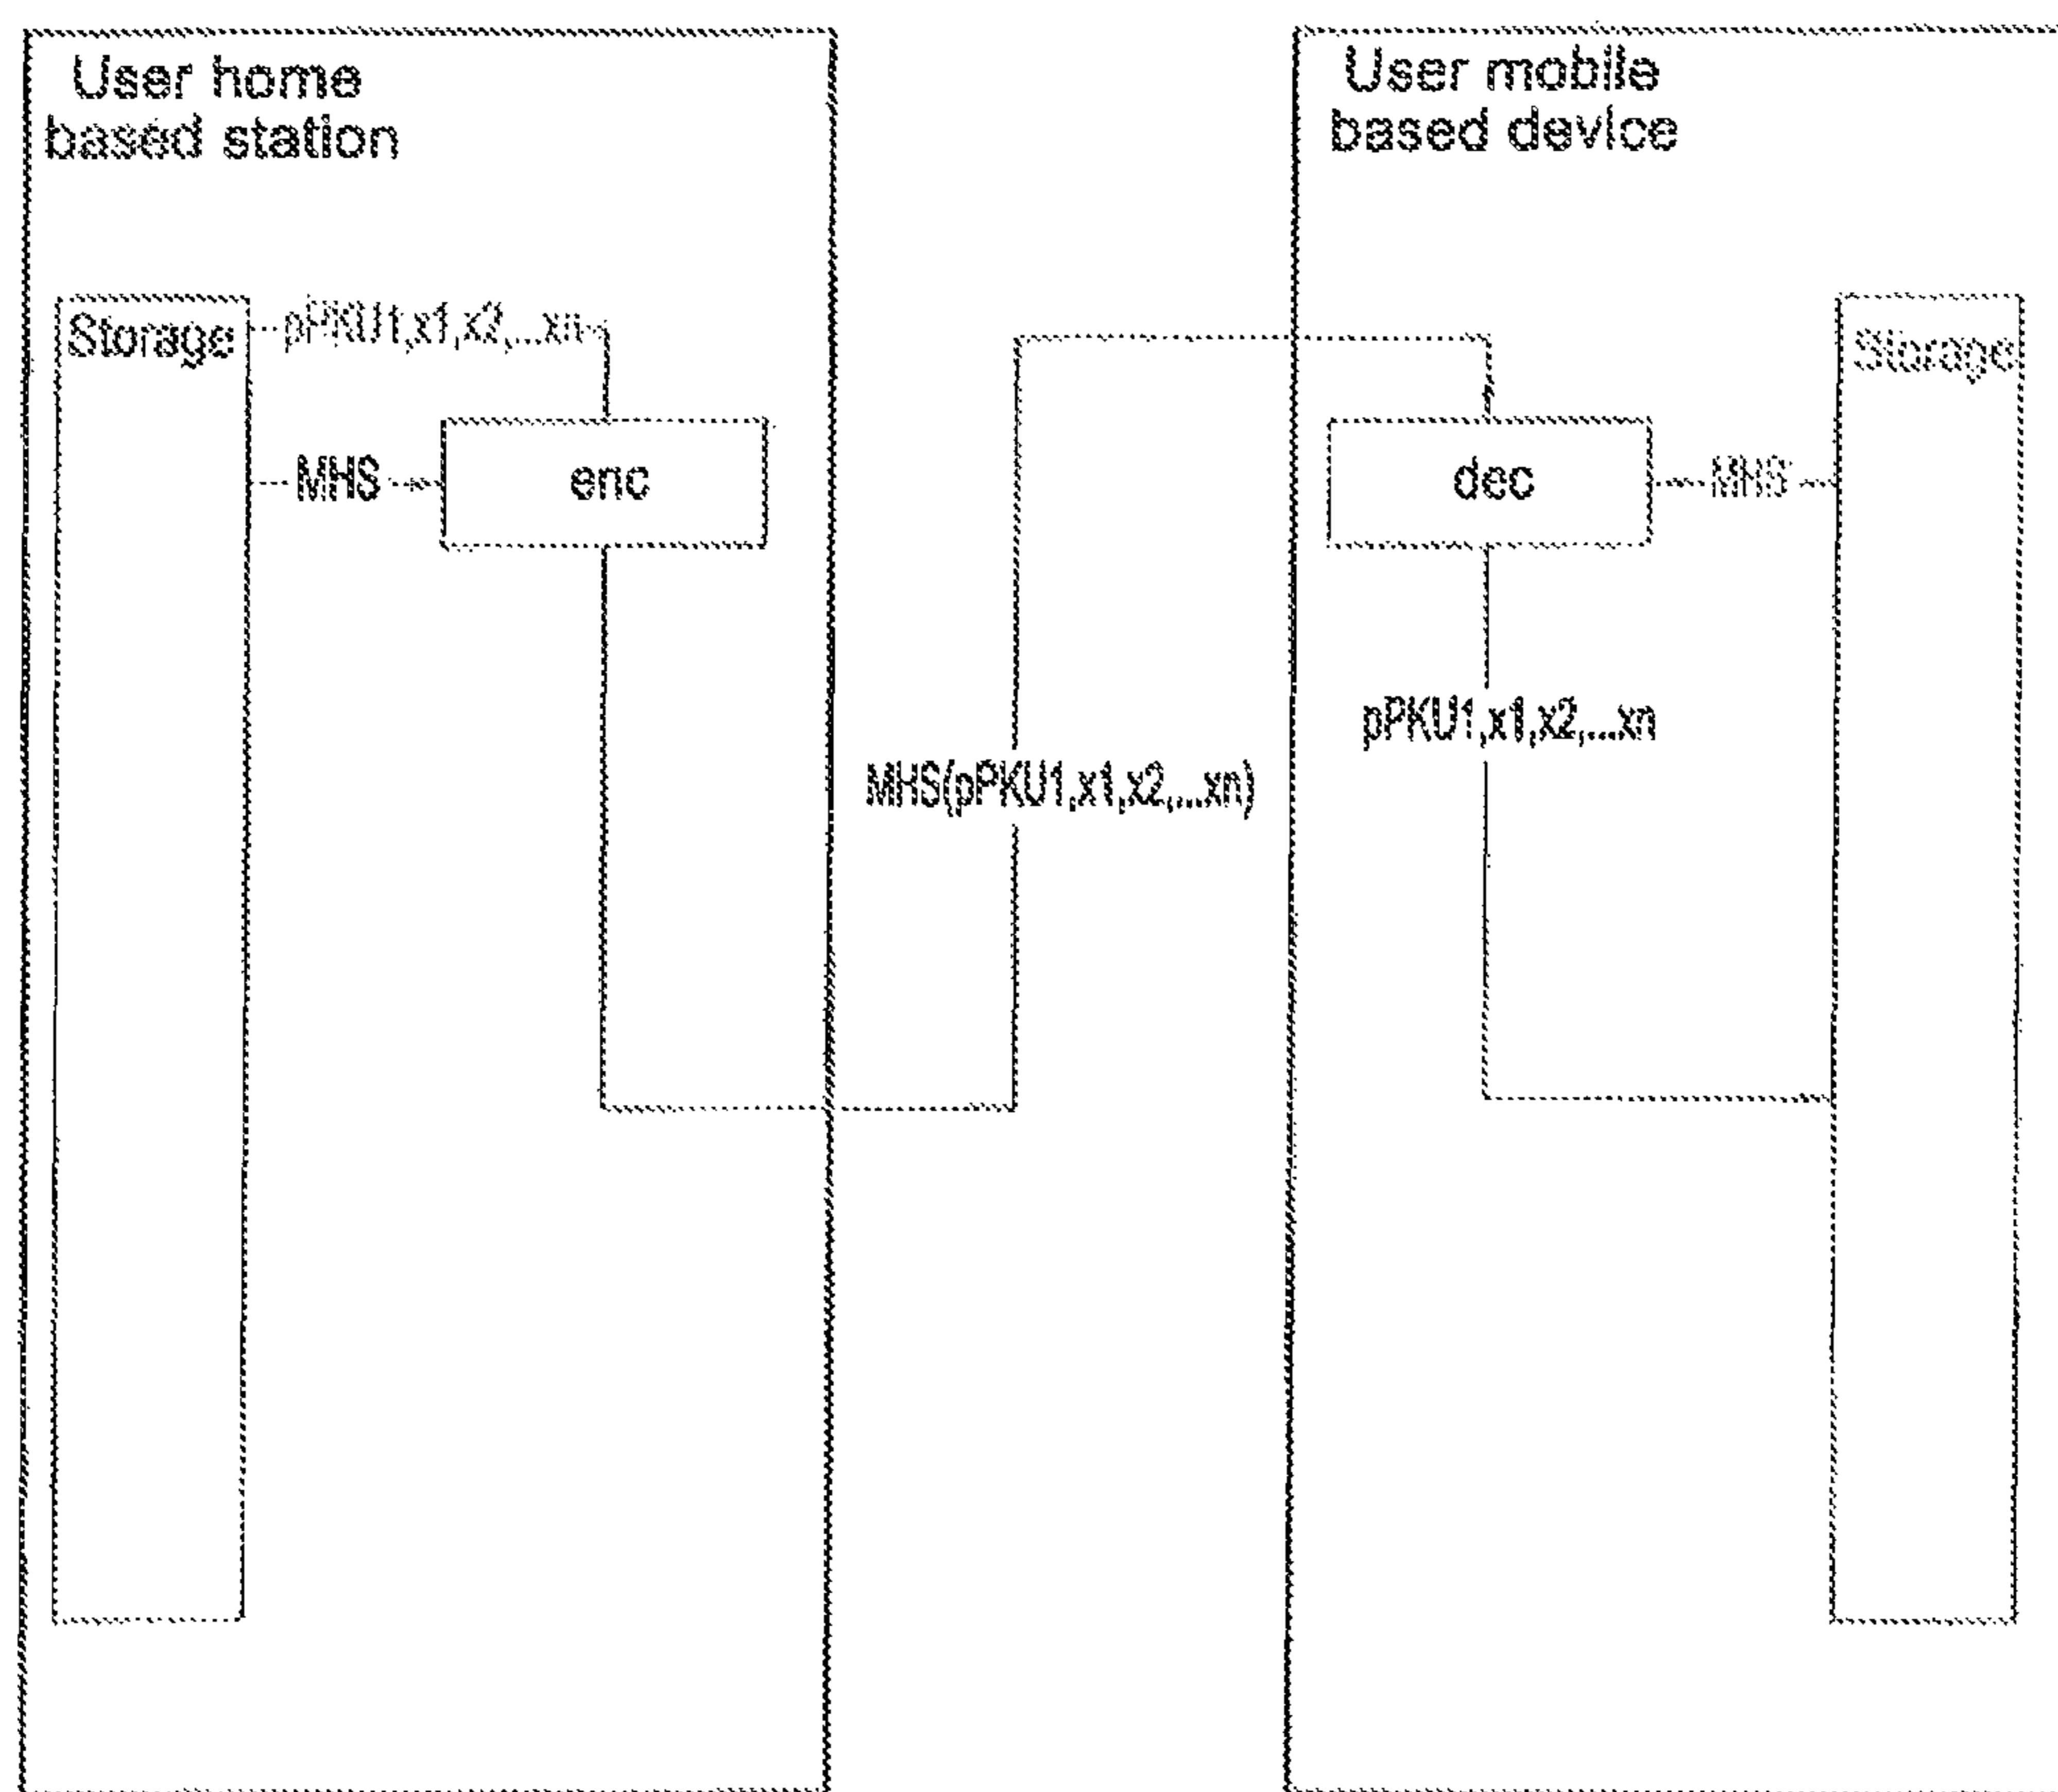 User home
based station
User mobile
based device
Storage
pPKU1,x1,x2,...xn
Storage
MHS
enc
dec
MHS
pPKU1,x1,x2,...xn
MHS(pPKU1,x1,x2,...xn)